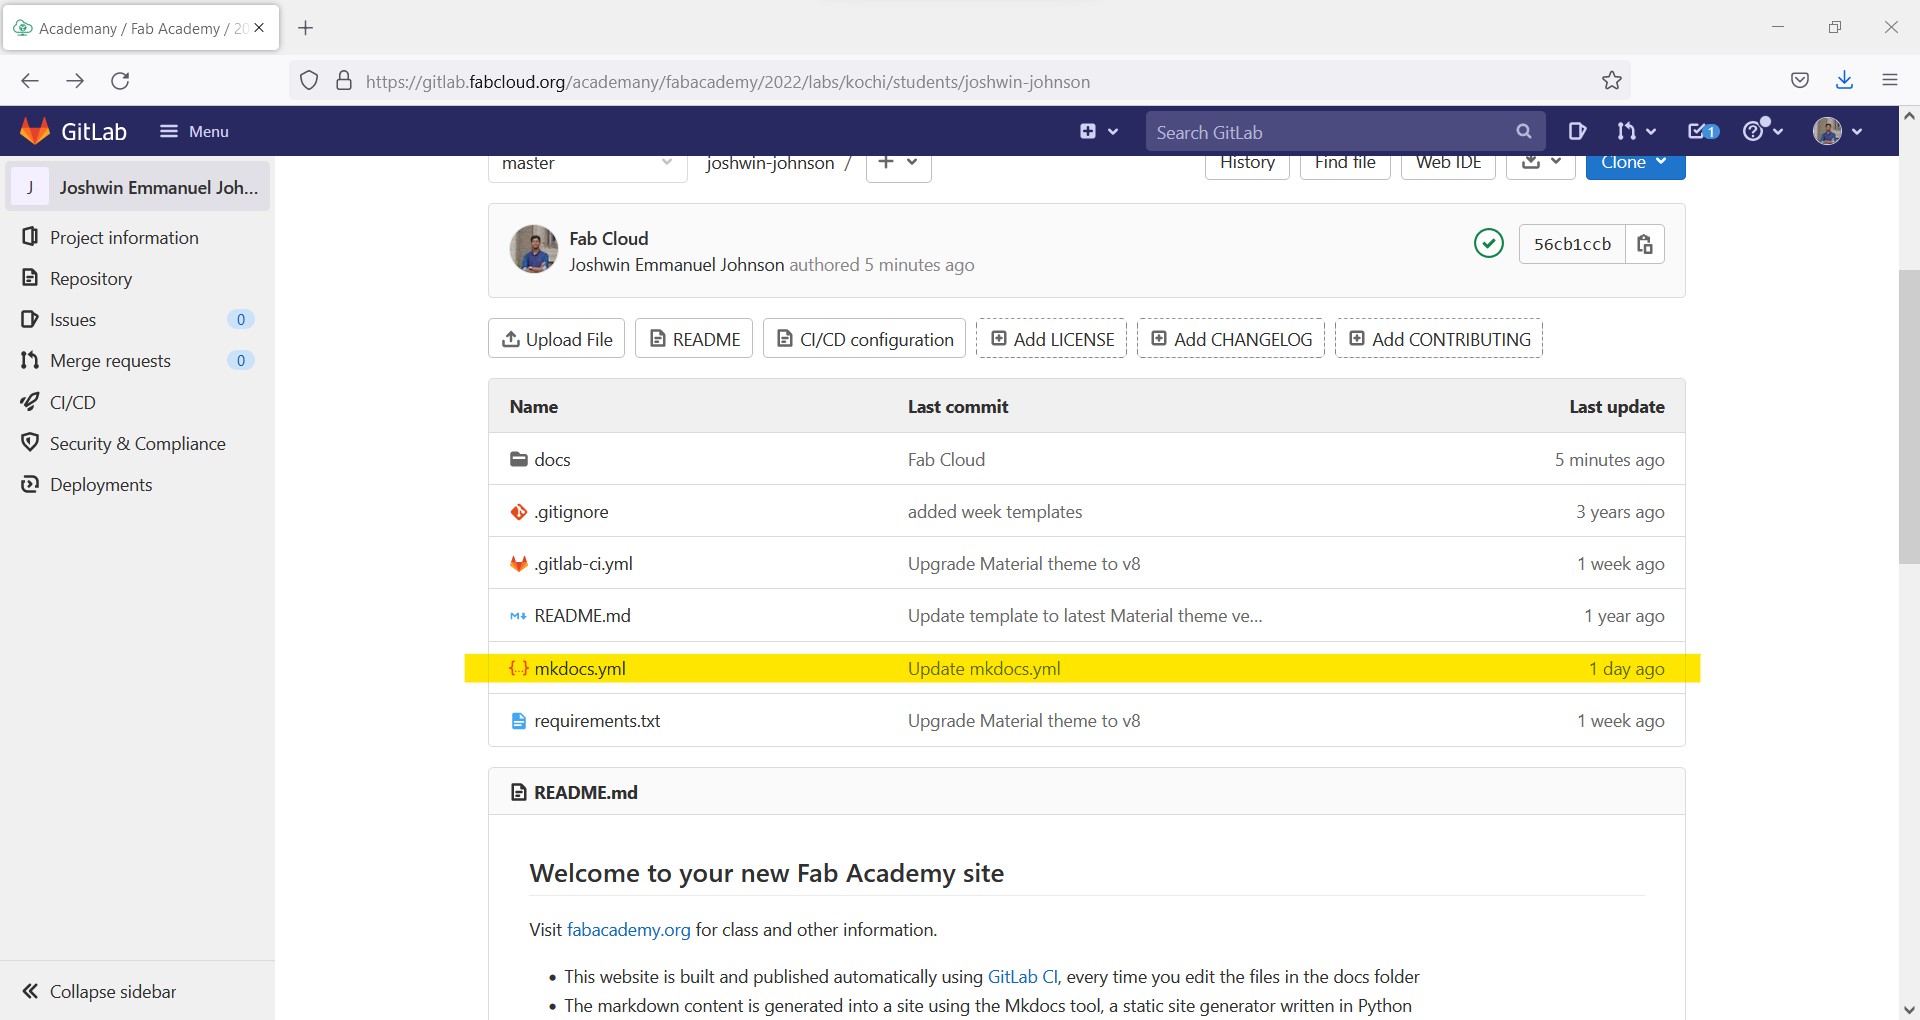 Academany / Fab Academy / 20
https://gitlab.fabcloud.org/academany/fabacademy/2022/labs/kochi/students/joshwin-johnson
GitLab Menu Search GitLab 1
J Joshwin Emmanuel Joh...
Project information
Repository
Issues 0
Merge requests 0
CI/CD
Security & Compliance
Deployments
Collapse sidebar
master joshwin-johnson / History Find file Web IDE Clone
Fab Cloud
Joshwin Emmanuel Johnson authored 5 minutes ago
56cb1ccb
Upload File README CI/CD configuration Add LICENSE Add CHANGELOG Add CONTRIBUTING
Name Last commit Last update
docs Fab Cloud 5 minutes ago
.gitignore added week templates 3 years ago
.gitlab-ci.yml Upgrade Material theme to v8 1 week ago
README.md Update template to latest Material theme ve... 1 year ago
mkdocs.yml Update mkdocs.yml 1 day ago
requirements.txt Upgrade Material theme to v8 1 week ago
README.md
Welcome to your new Fab Academy site
Visit fabacademy.org for class and other information.
• This website is built and published automatically using GitLab CI, every time you edit the files in the docs folder
• The markdown content is generated into a site using the Mkdocs tool, a static site generator written in Python